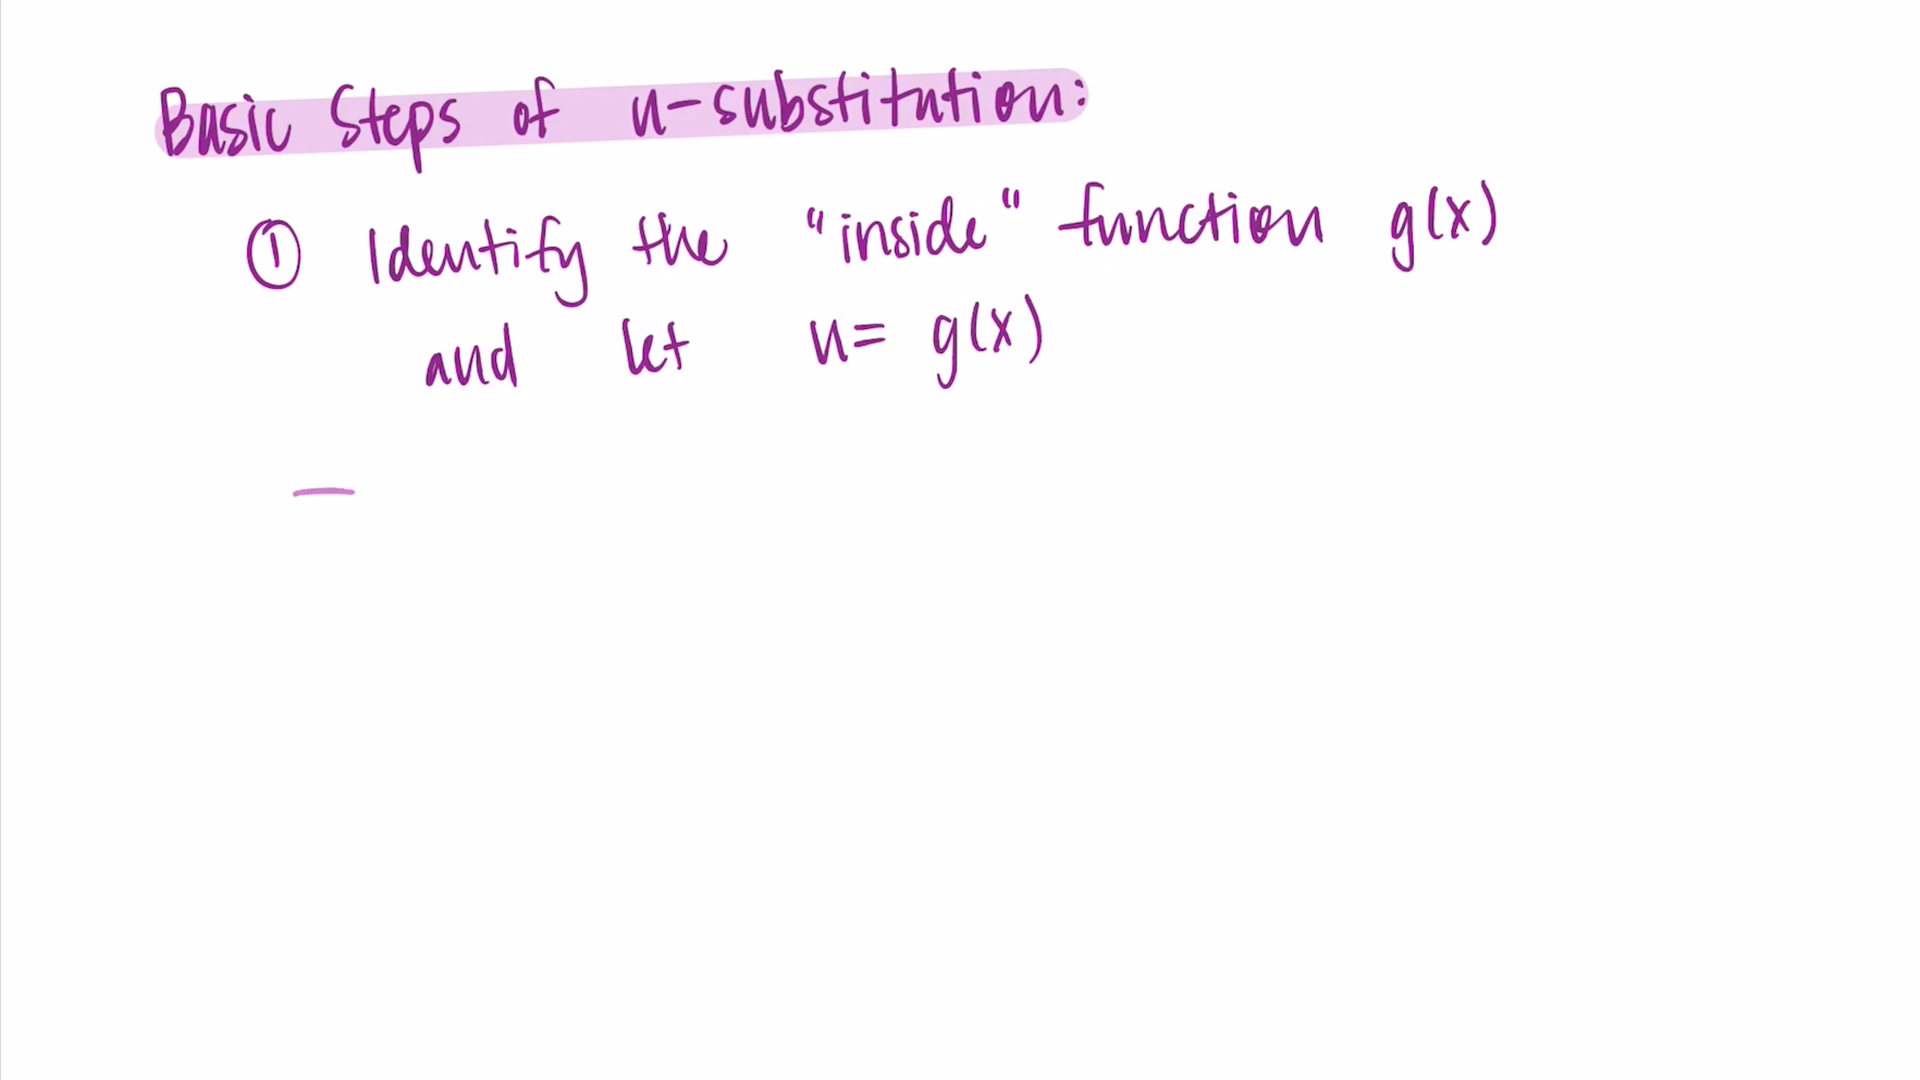 Basic Steps of u-substitution:
① Identify the "inside" function g(x)
and let u= g(x)